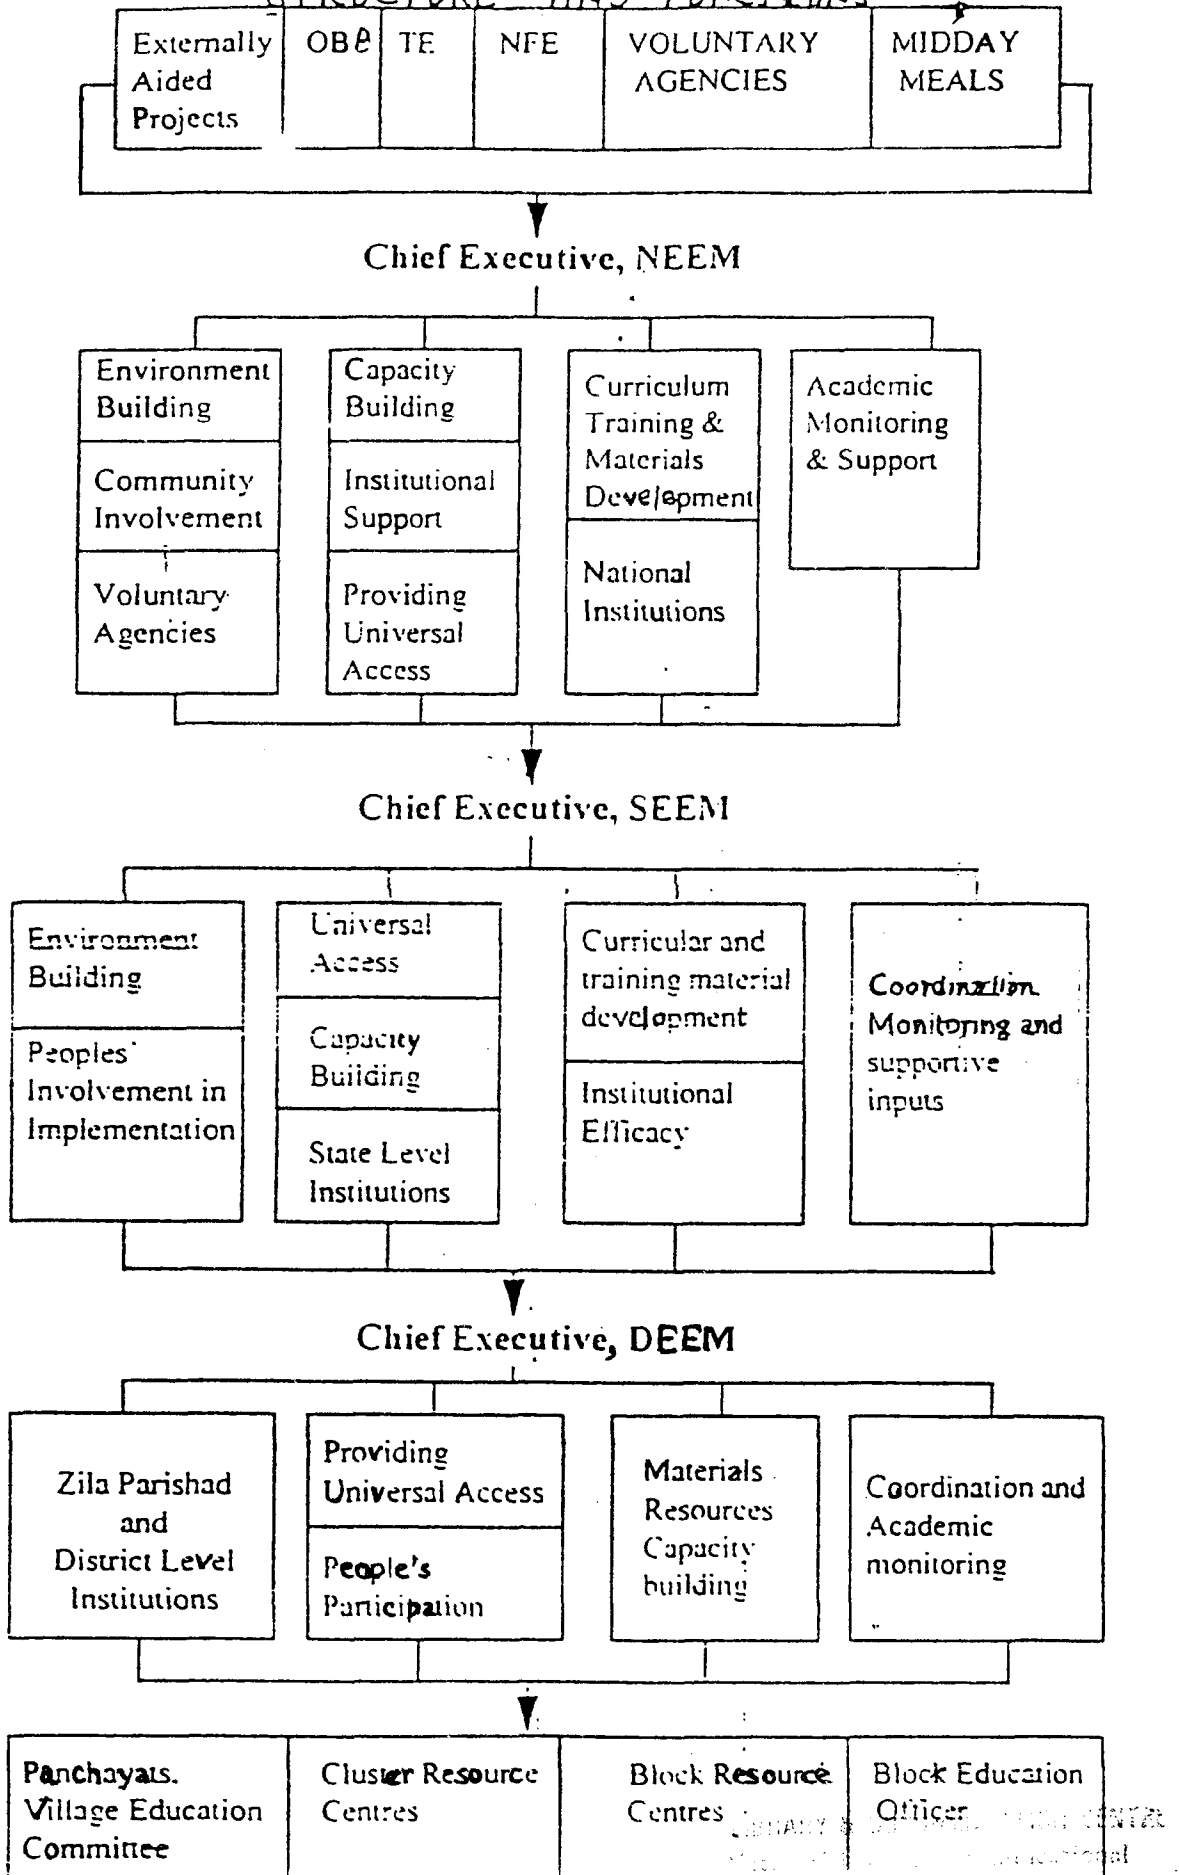 STRUCTURE AND FUNCTIONS
Externally
Aided
Projects
OBe
TE
NFE
VOLUNTARY
AGENCIES
MIDDAY
MEALS
Chief Executive, NEEM
Environment
Building
Community
Involvement
Voluntary
Agencies
Capacity
Building
Institutional
Support
Providing
Universal
Access
Curriculum
Training &
Materials
Development
National
Institutions
Academic
Monitoring
& Support
Chief Executive, SEEM
Environment
Building
Peoples'
Involvement in
Implementation
Universal
Access
Capacity
Building
State Level
Institutions
Curricular and
training material
development
Institutional
Efficacy
Coordination
Monitoring and
supportive
inputs
Chief Executive, DEEM
Zila Parishad
and
District Level
Institutions
Providing
Universal Access
People's
Participation
Materials
Resources
Capacity
building
Coordination and
Academic
monitoring
Panchayats.
Village Education
Committee
Cluster Resource
Centres
Block Resource
Centres
Block Education
Officer